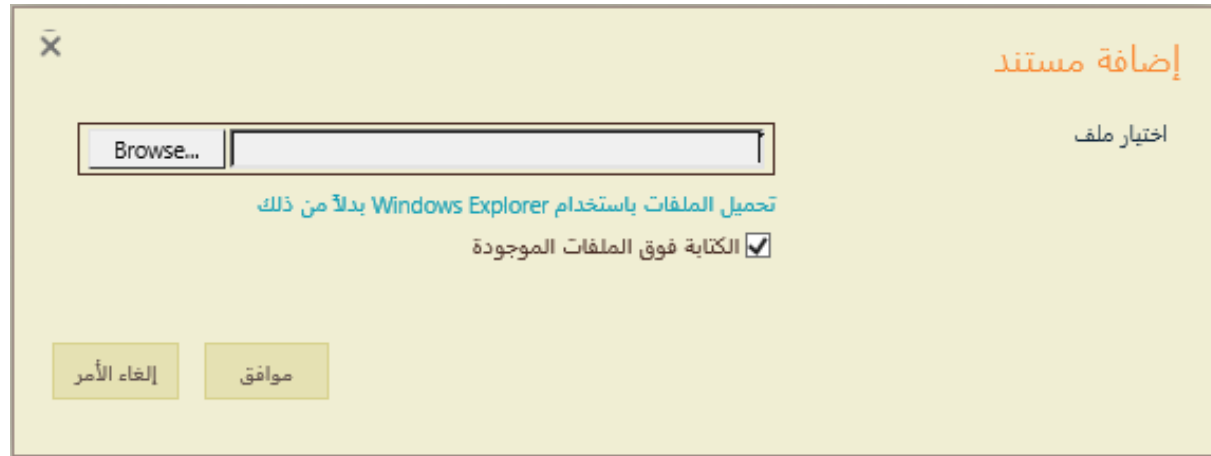 إضافة مستند
اختيار ملف
Browse...
تحميل الملفات باستخدام Windows Explorer بدلاً من ذلك
الكتابة فوق الملفات الموجودة
موافق
إلغاء الأمر